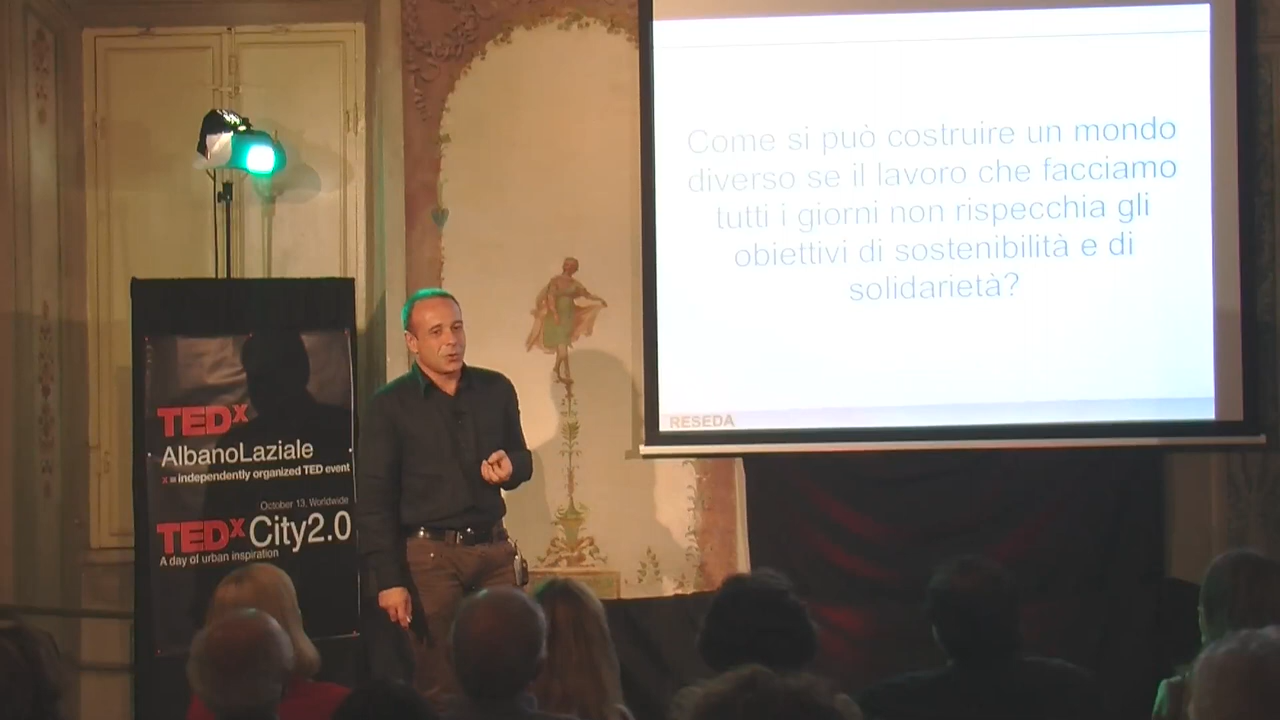 Come si può costruire un mondo
diverso se il lavoro che facciamo
tutti i giorni non rispecchia gli
obiettivi di sostenibilità e di
solidarietà?
RESEDA
TEDx
AlbanoLaziale
x = independently organized TED event
October 13, Worldwide
TEDx City2.0
A day of urban inspiration